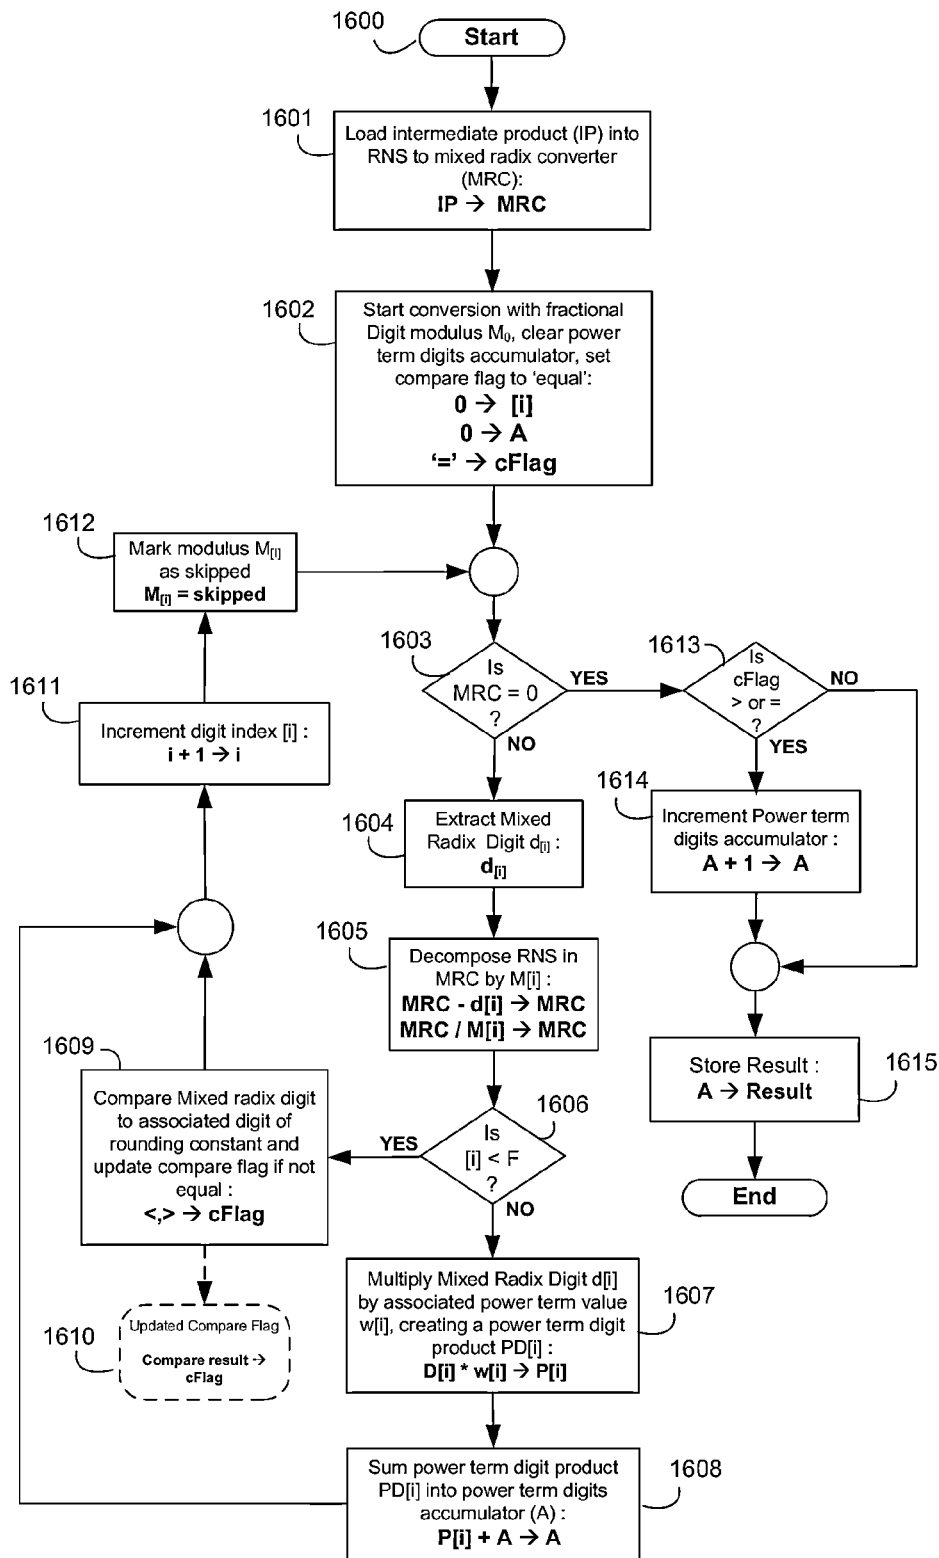 1600
Start
1601
Load intermediate product (IP) into
RNS to mixed radix converter
(MRC):
IP → MRC
1602
Start conversion with fractional
Digit modulus M₀, clear power
term digits accumulator, set
compare flag to ‘equal’:
0 → [i]
0 → A
‘=’ → cFlag
1612
Mark modulus M[i]
as skipped
M[i] = skipped
1603
Is
MRC = 0
?
YES
NO
1613
Is
cFlag
> or =
?
NO
YES
1611
Increment digit index [i] :
i + 1 → i
1604
Extract Mixed
Radix Digit d[i] :
d[i]
1614
Increment Power term
digits accumulator :
A + 1 → A
1605
Decompose RNS in
MRC by M[i] :
MRC - d[i] → MRC
MRC / M[i] → MRC
1609
Compare Mixed radix digit
to associated digit of
rounding constant and
update compare flag if not
equal :
<,> → cFlag
1606
Is
[i] < F
?
YES
NO
Store Result :
A → Result
1615
End
1610
Updated Compare Flag
Compare result →
cFlag
Multiply Mixed Radix Digit d[i]
by associated power term value
w[i], creating a power term digit
product PD[i] :
D[i] * w[i] → P[i]
1607
Sum power term digit product
PD[i] into power term digits
accumulator (A) :
P[i] + A → A
1608